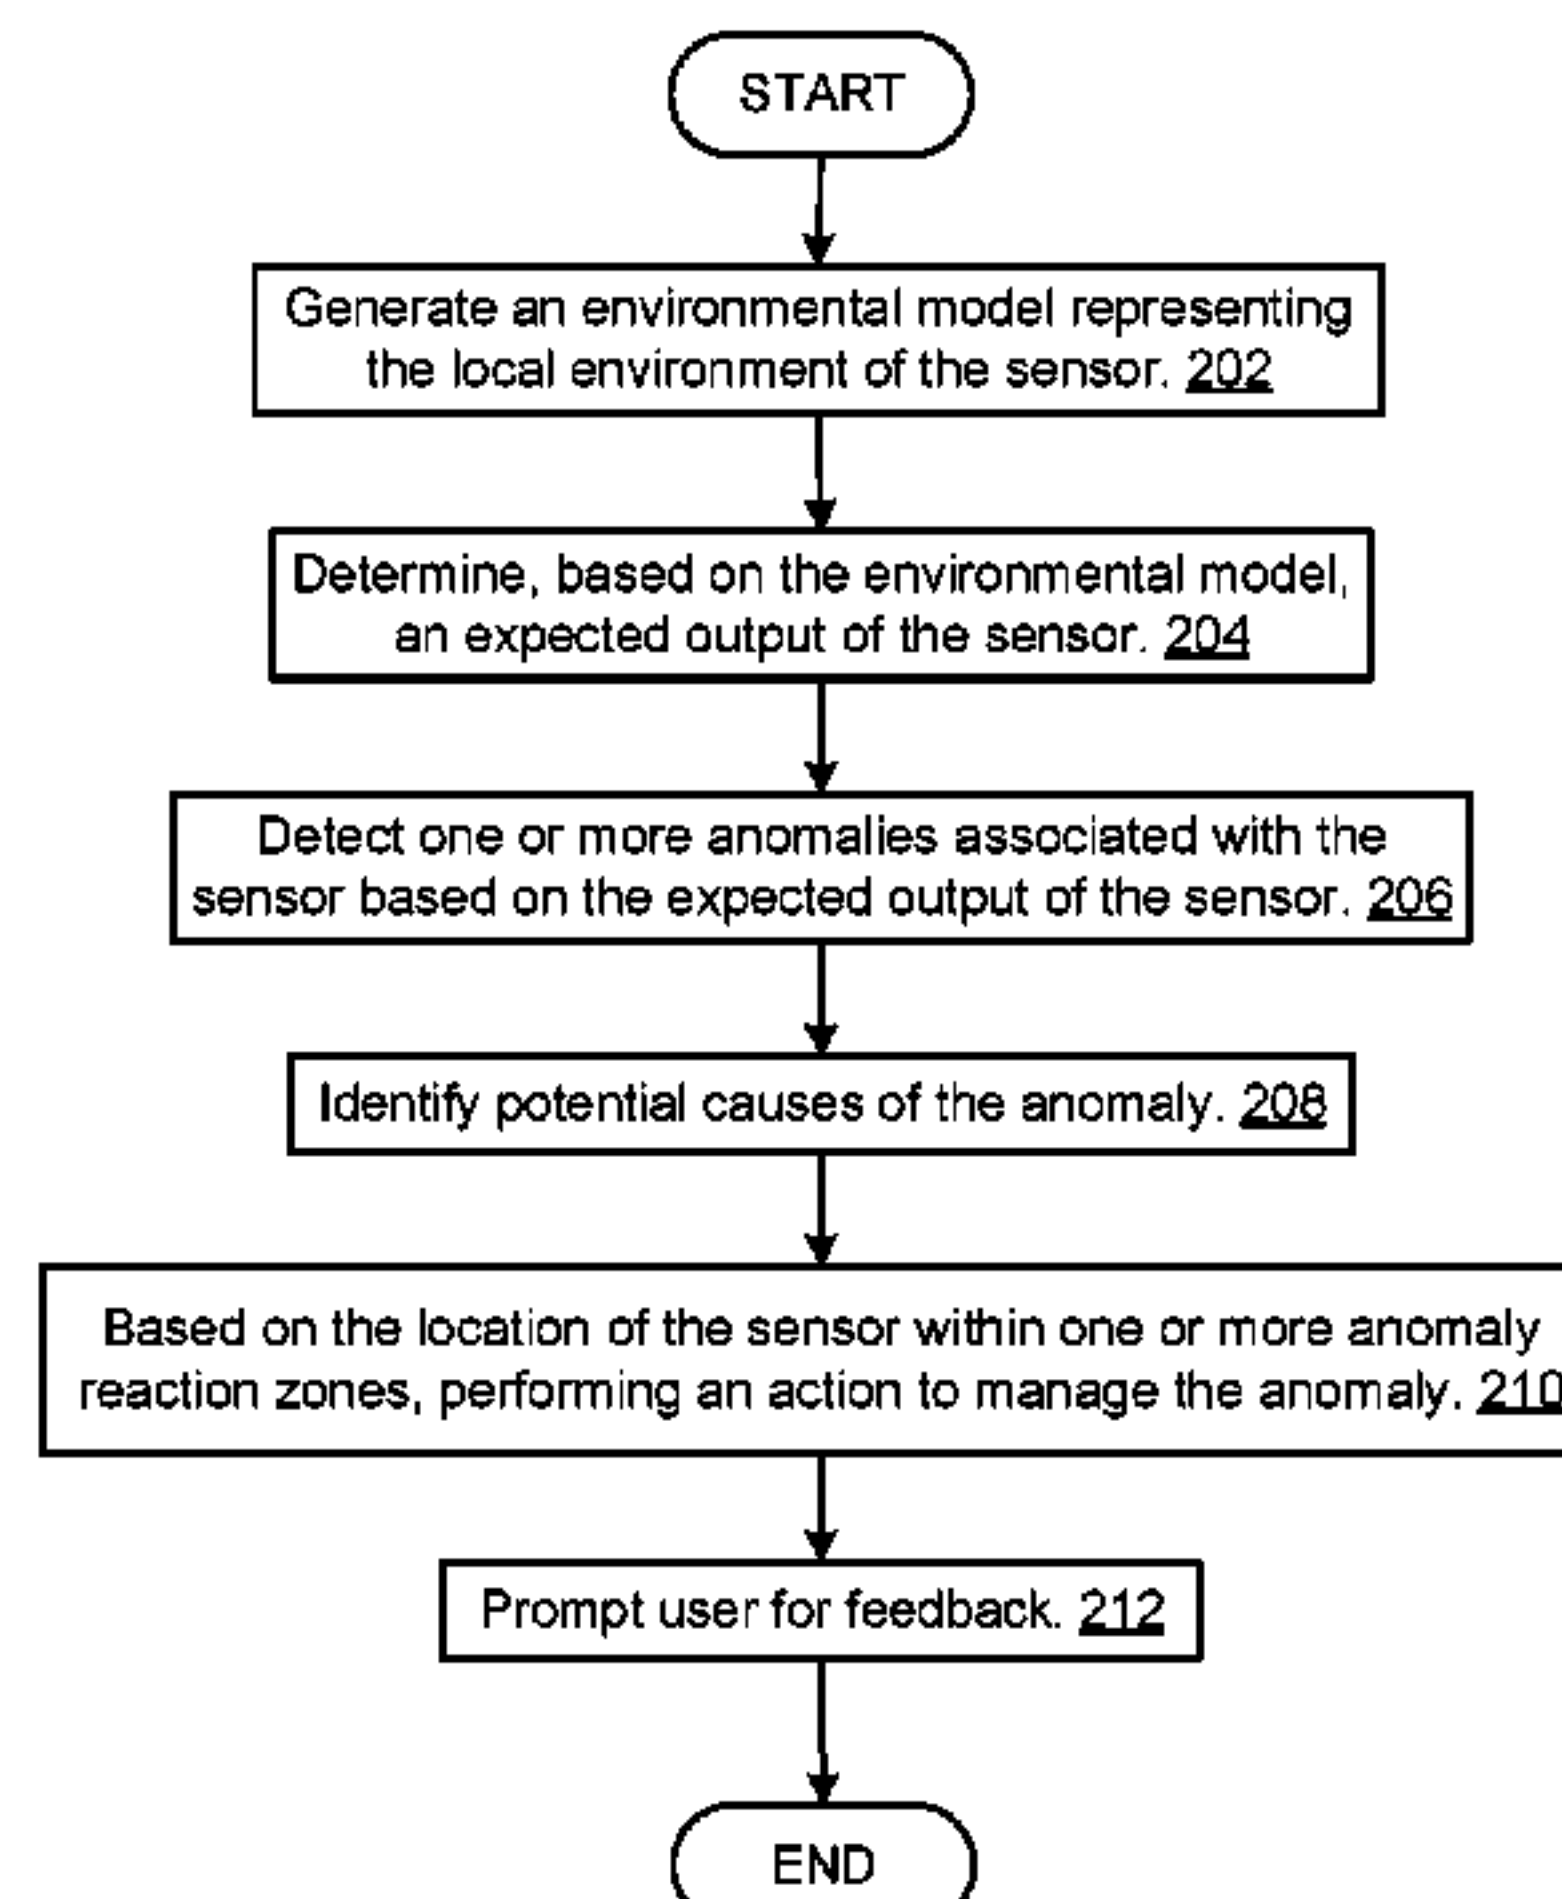 START
Generate an environmental model representing
the local environment of the sensor. 202
Determine, based on the environmental model,
an expected output of the sensor. 204
Detect one or more anomalies associated with the
sensor based on the expected output of the sensor. 206
Identify potential causes of the anomaly. 208
Based on the location of the sensor within one or more anomaly
reaction zones, performing an action to manage the anomaly. 210
Prompt user for feedback. 212
END